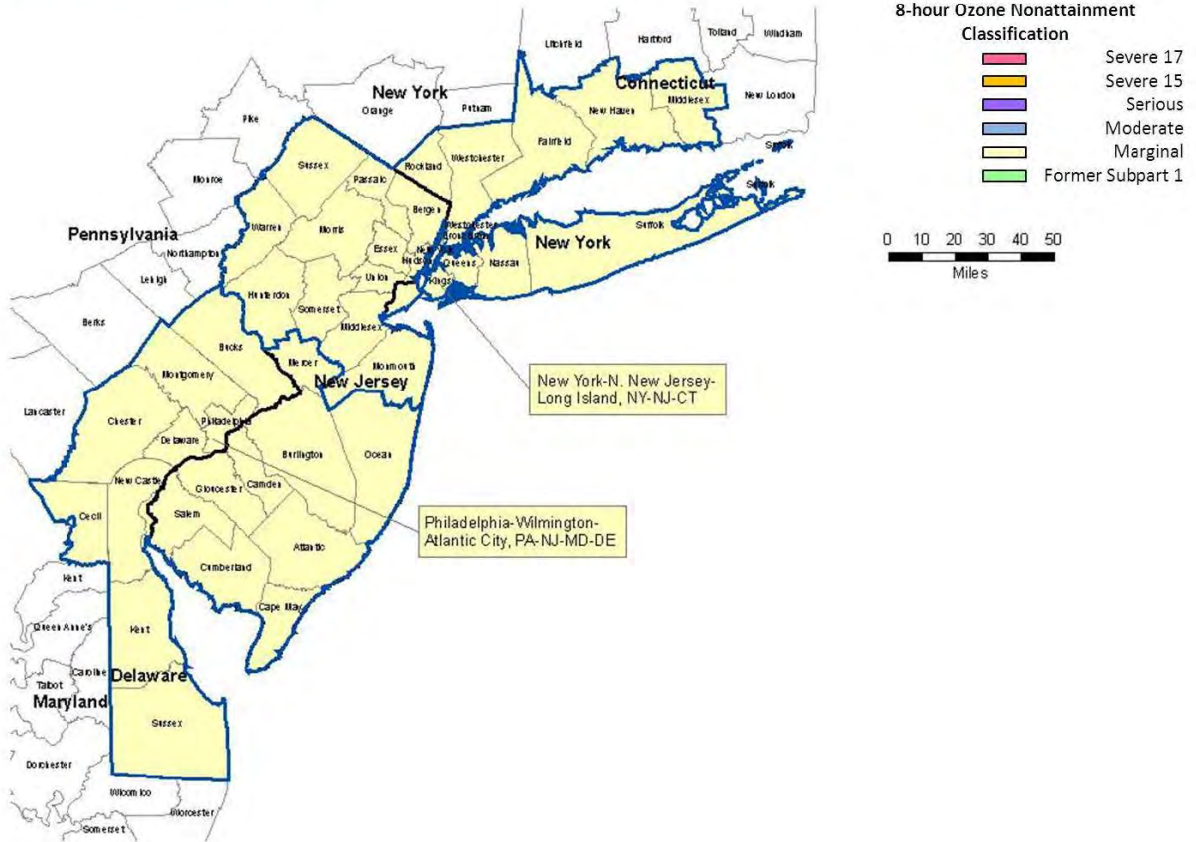 8-hour Ozone Nonattainment
Classification
Severe 17
Severe 15
Serious
Moderate
Marginal
Former Subpart 1
0 10 20 30 40 50
Miles
Litchfield
Hartford
Tolland
Windham
Connecticut
New York
Orange
Putnam
New Haven
Middlesex
New London
Pike
Fairfield
Suffolk
Sussex
Rockland
Westchester
Monroe
Passaic
Suffolk
Bergen
Warren
Morris
Westchester
Suffolk
Pennsylvania
Essex
New York
Northampton
Hudson
Queens
Nassau
Lehigh
Union
Kings
Hunterdon
Somerset
Berks
Middlesex
Bucks
Mercer
Monmouth
Montgomery
New Jersey
New York-N. New Jersey-
Long Island, NY-NJ-CT
Lancaster
Chester
Philadelphia
Delaware
Burlington
Ocean
New Castle
Gloucester
Camden
Cecil
Salem
Philadelphia-Wilmington-
Atlantic City, PA-NJ-MD-DE
Atlantic
Cumberland
Kent
Cape May
Queen Anne's
Kent
Caroline
Delaware
Talbot
Maryland
Sussex
Dorchester
Wicomico
Worcester
Somerset